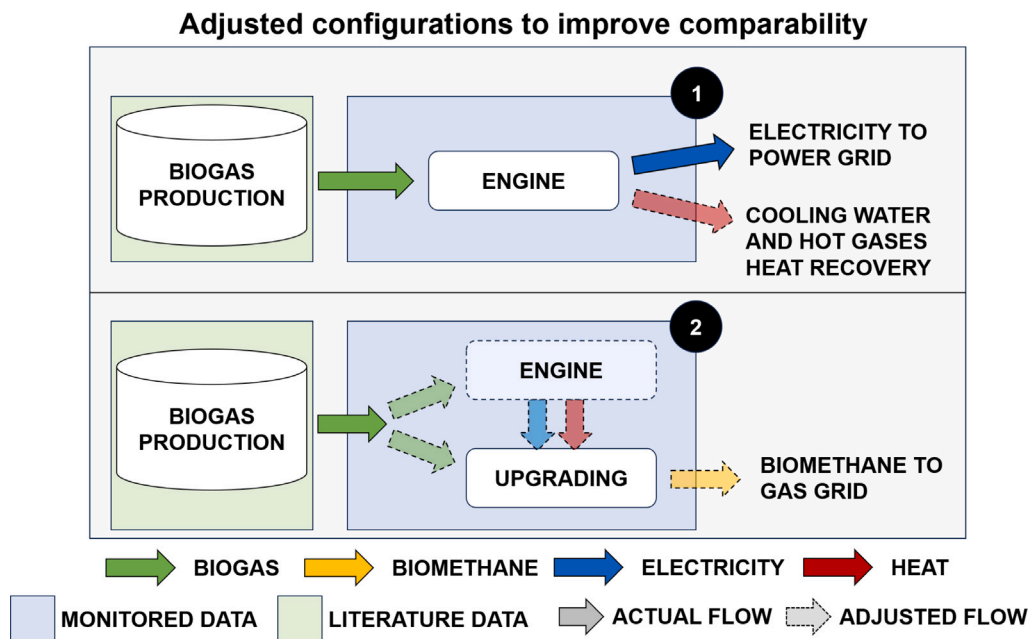 Adjusted configurations to improve comparability
1
BIOGAS
PRODUCTION
ENGINE
ELECTRICITY TO
POWER GRID
COOLING WATER
AND HOT GASES
HEAT RECOVERY
2
BIOGAS
PRODUCTION
ENGINE
UPGRADING
BIOMETHANE TO
GAS GRID
BIOGAS
BIOMETHANE
ELECTRICITY
HEAT
MONITORED DATA
LITERATURE DATA
ACTUAL FLOW
ADJUSTED FLOW